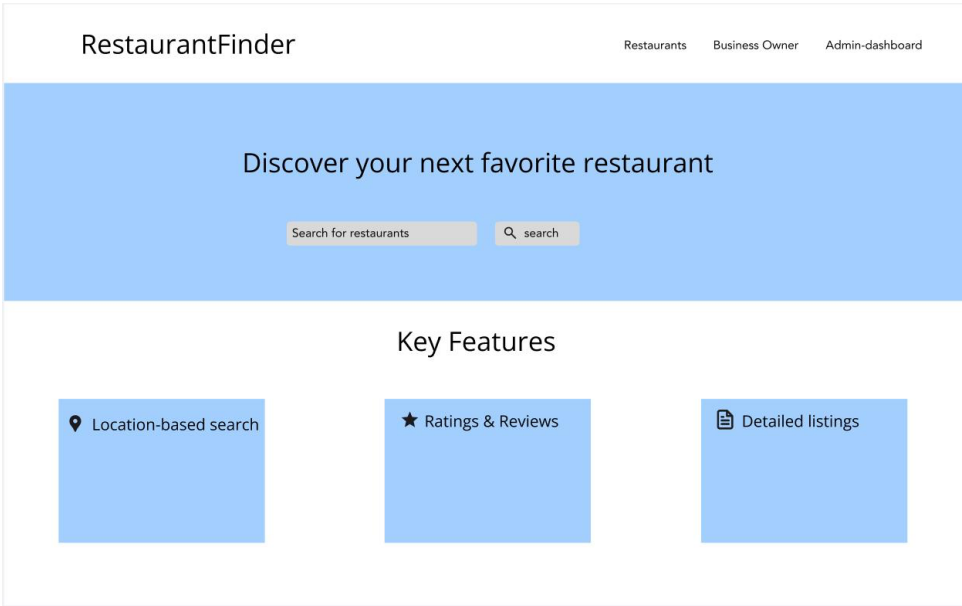 RestaurantFinder
Restaurants
Business Owner
Admin-dashboard
Discover your next favorite restaurant
Search for restaurants
search
Key Features
Location-based search
Ratings & Reviews
Detailed listings